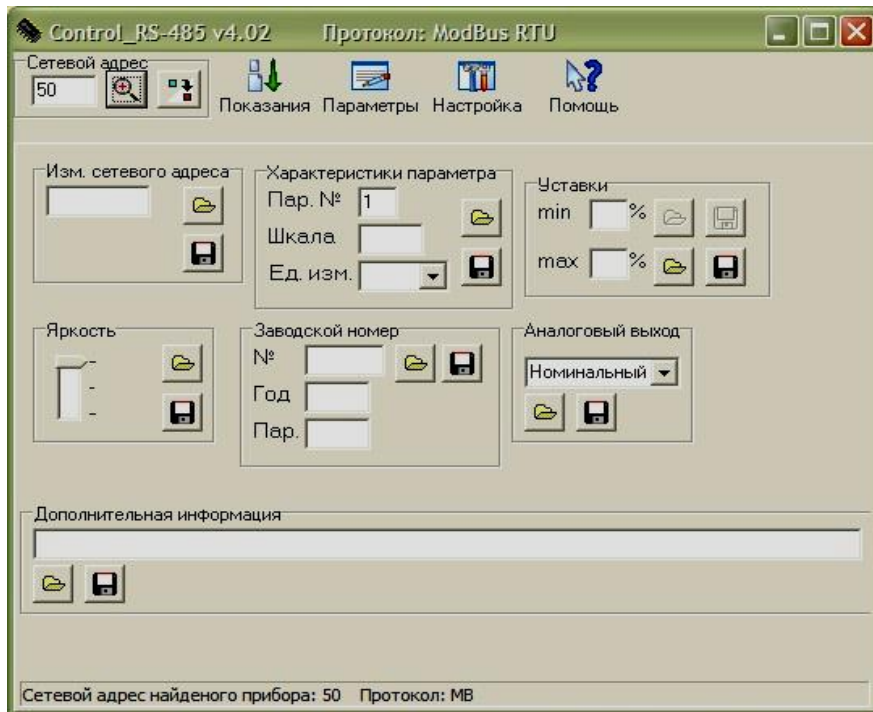 Control_RS-485 v4.02 Протокол: ModBus RTU
Сетевой адрес
50
Показания Параметры Настройка Помощь
Изм. сетевого адреса
Характеристики параметра
Пар. № 1
Шкала
Ед. изм.
Уставки
min %
max %
Яркость
Заводской номер
№
Год
Пар.
Аналоговый выход
Номинальный
Дополнительная информация
Сетевой адрес найденого прибора: 50 Протокол: MB